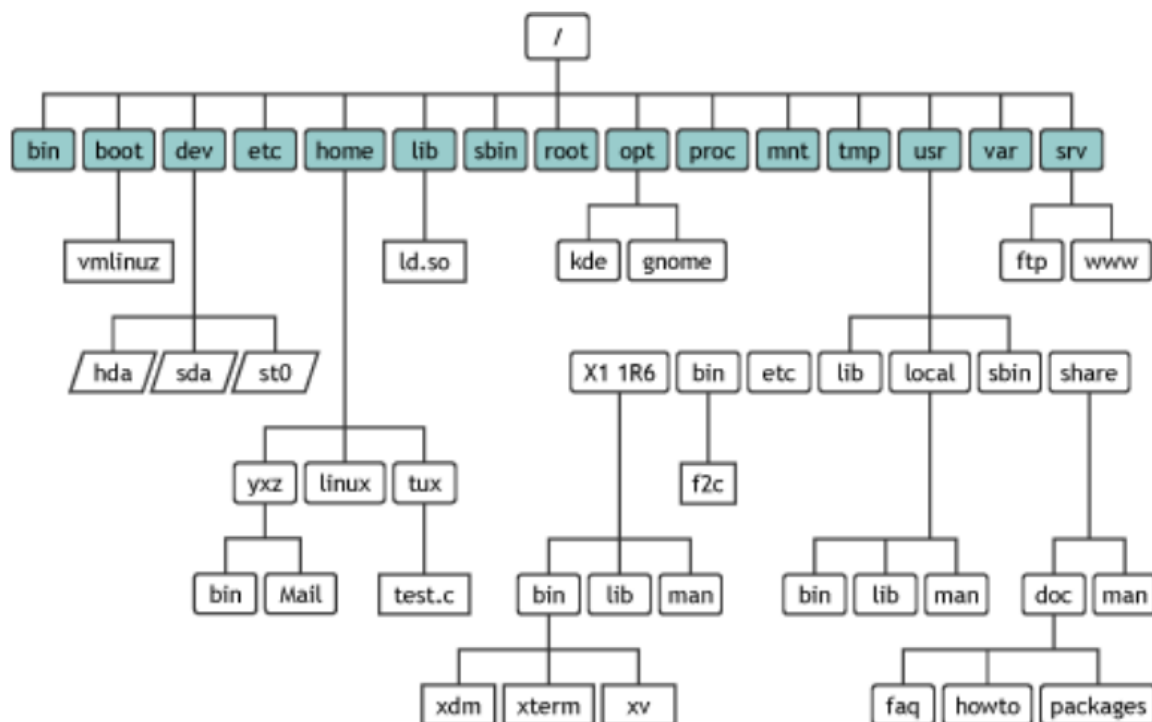 /
bin boot dev etc home lib sbin root opt proc mnt tmp usr var srv
vmlinuz ld.so kde gnome ftp www
hda sda st0 X1 1R6 bin etc lib local sbin share
yxz linux tux f2c
bin Mail test.c bin lib man bin lib man doc man
xdm xterm xv faq howto packages